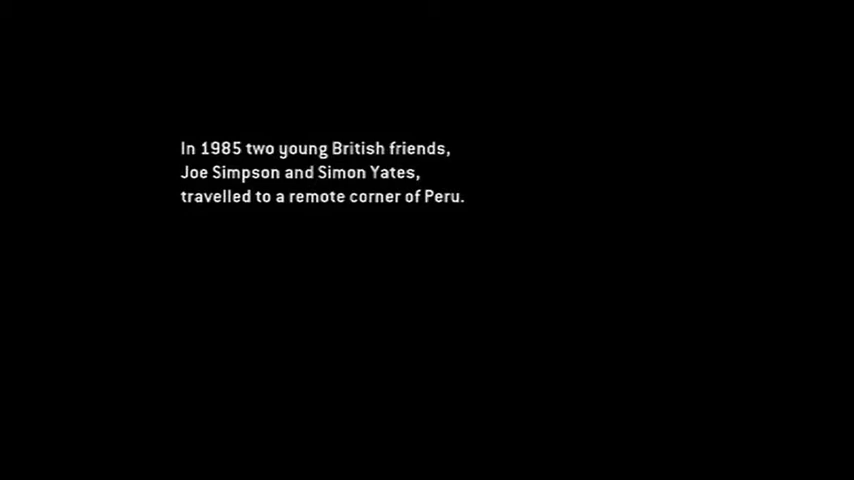 In 1985 two young British friends,
Joe Simpson and Simon Yates,
travelled to a remote corner of Peru.